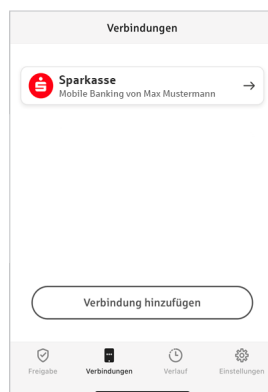 Verbindungen
Sparkasse
Mobile Banking von Max Mustermann
Verbindung hinzufügen
Freigabe Verbindungen Verlauf Einstellungen